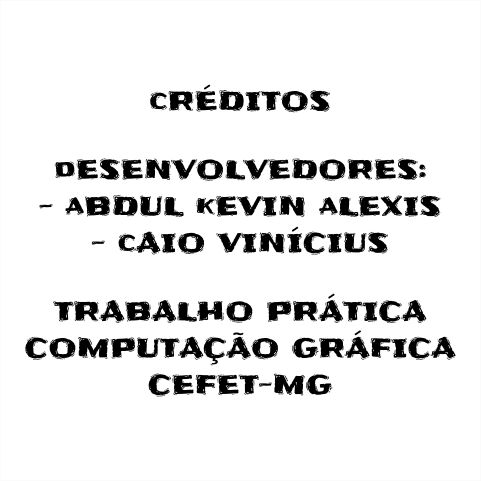 CRÉDITOS
DESENVOLVEDORES:
- ABDUL KEVIN ALEXIS
- CAIO VINÍCIUS
TRABALHO PRÁTICA
COMPUTAÇÃO GRÁFICA
CEFET-MG